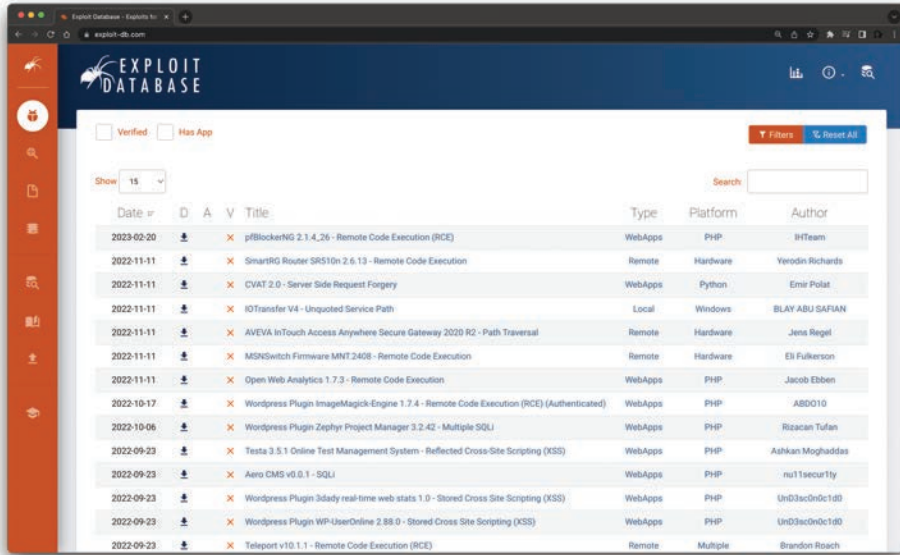 Exploit Database - Exploits for
exploit-db.com
EXPLOIT
DATABASE
Verified Has App
Filters Reset All
Show 15 Search:
Date D A V Title Type Platform Author
2023-02-20 pfBlockerNG 2.1.4_26 - Remote Code Execution (RCE) WebApps PHP IHTeam
2022-11-11 SmartRG Router SR510n 2.6.13 - Remote Code Execution Remote Hardware Yerodin Richards
2022-11-11 CVAT 2.0 - Server Side Request Forgery WebApps Python Emir Polat
2022-11-11 IOTransfer V4 - Unquoted Service Path Local Windows BLAY ABU SAFIAN
2022-11-11 AVEVA InTouch Access Anywhere Secure Gateway 2020 R2 - Path Traversal Remote Hardware Jens Regel
2022-11-11 MSNSwitch Firmware MNT.2408 - Remote Code Execution Remote Hardware Eli Fulkerson
2022-11-11 Open Web Analytics 1.7.3 - Remote Code Execution WebApps PHP Jacob Ebben
2022-10-17 Wordpress Plugin ImageMagick-Engine 1.7.4 - Remote Code Execution (RCE) (Authenticated) WebApps PHP ABDO10
2022-10-06 Wordpress Plugin Zephyr Project Manager 3.2.42 - Multiple SQLi WebApps PHP Rizacan Tufan
2022-09-23 Testa 3.5.1 Online Test Management System - Reflected Cross-Site Scripting (XSS) WebApps PHP Ashkan Moghaddas
2022-09-23 Aero CMS v0.0.1 - SQLi WebApps PHP nu11secur1ty
2022-09-23 Wordpress Plugin 3dady real-time web stats 1.0 - Stored Cross Site Scripting (XSS) WebApps PHP UnD3sc0n0c1d0
2022-09-23 Wordpress Plugin WP-UserOnline 2.88.0 - Stored Cross Site Scripting (XSS) WebApps PHP UnD3sc0n0c1d0
2022-09-23 Teleport v10.1.1 - Remote Code Execution (RCE) Remote Multiple Brandon Roach